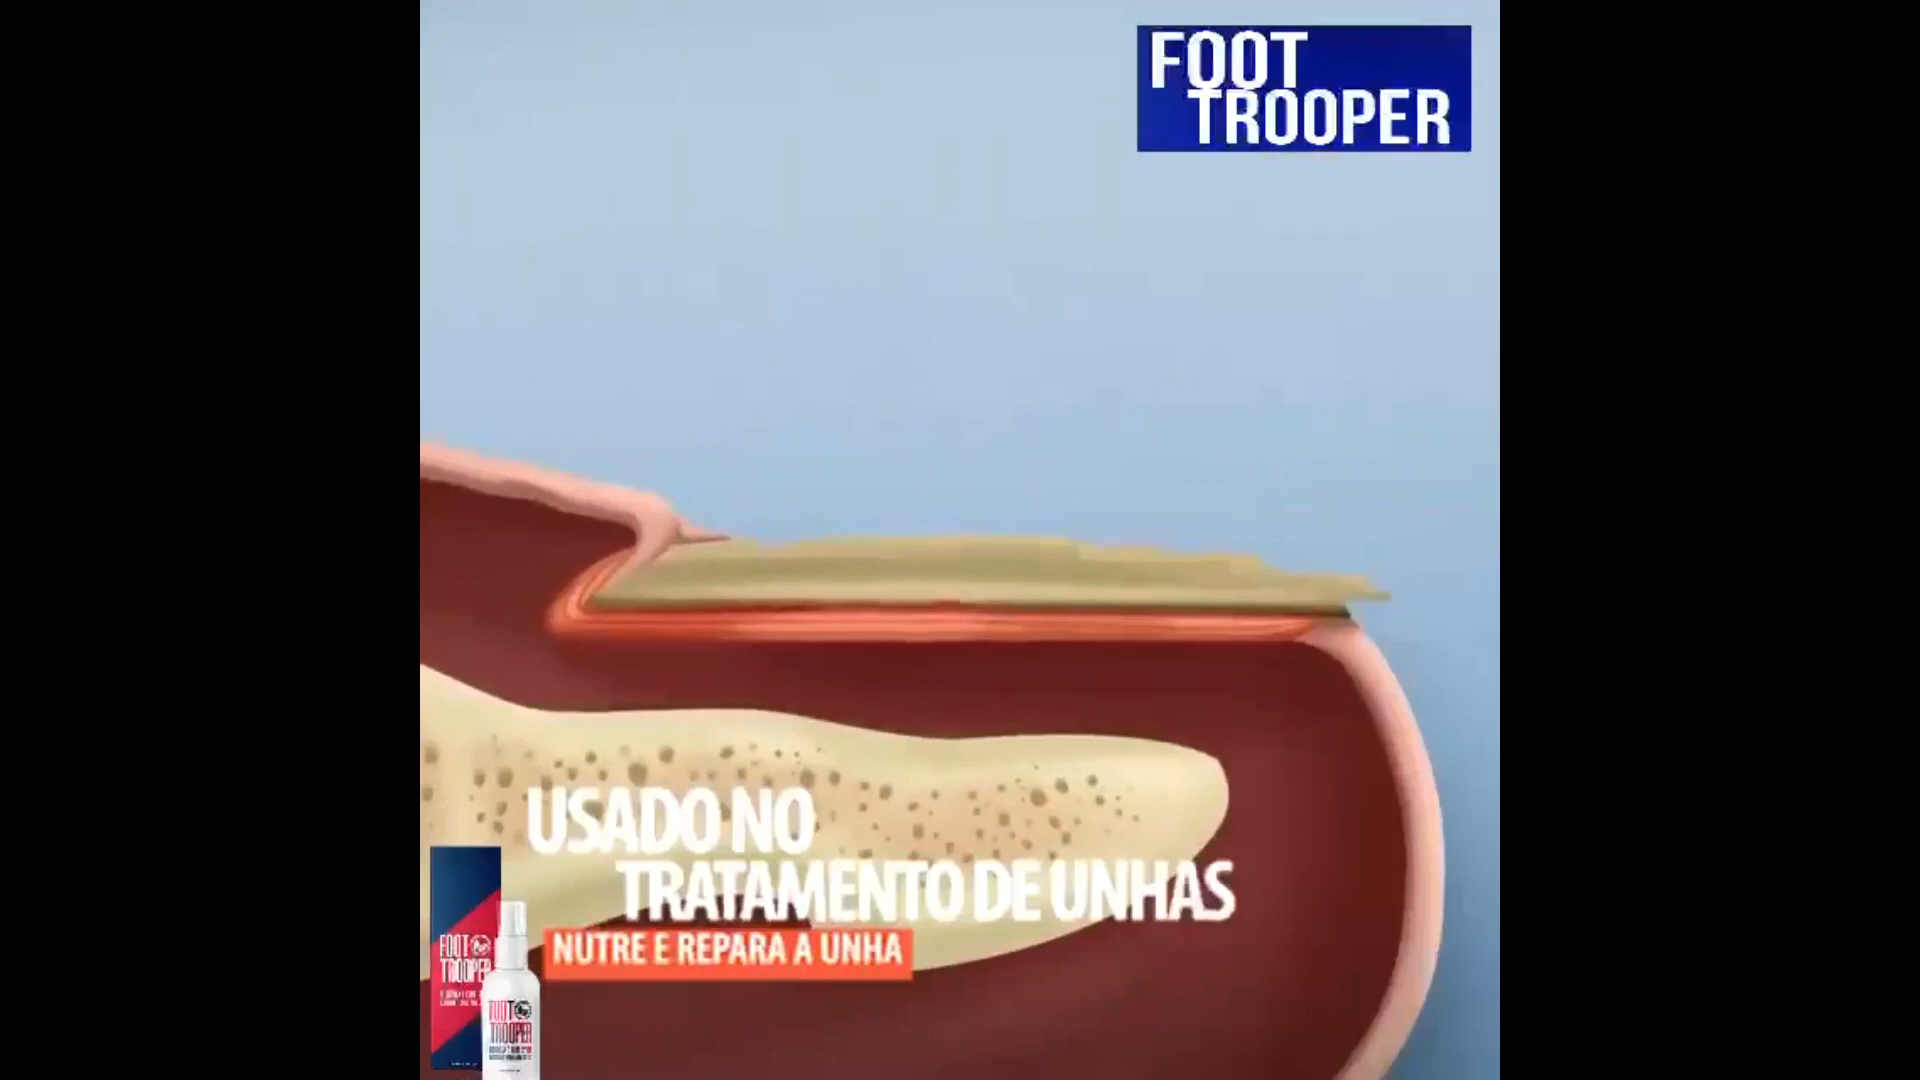 FOOT
TROOPER
USADO NO
TRATAMENTO DE UNHAS
NUTRE E REPARA A UNHA
FOOT
TROOPER
FOOT
TROOPER